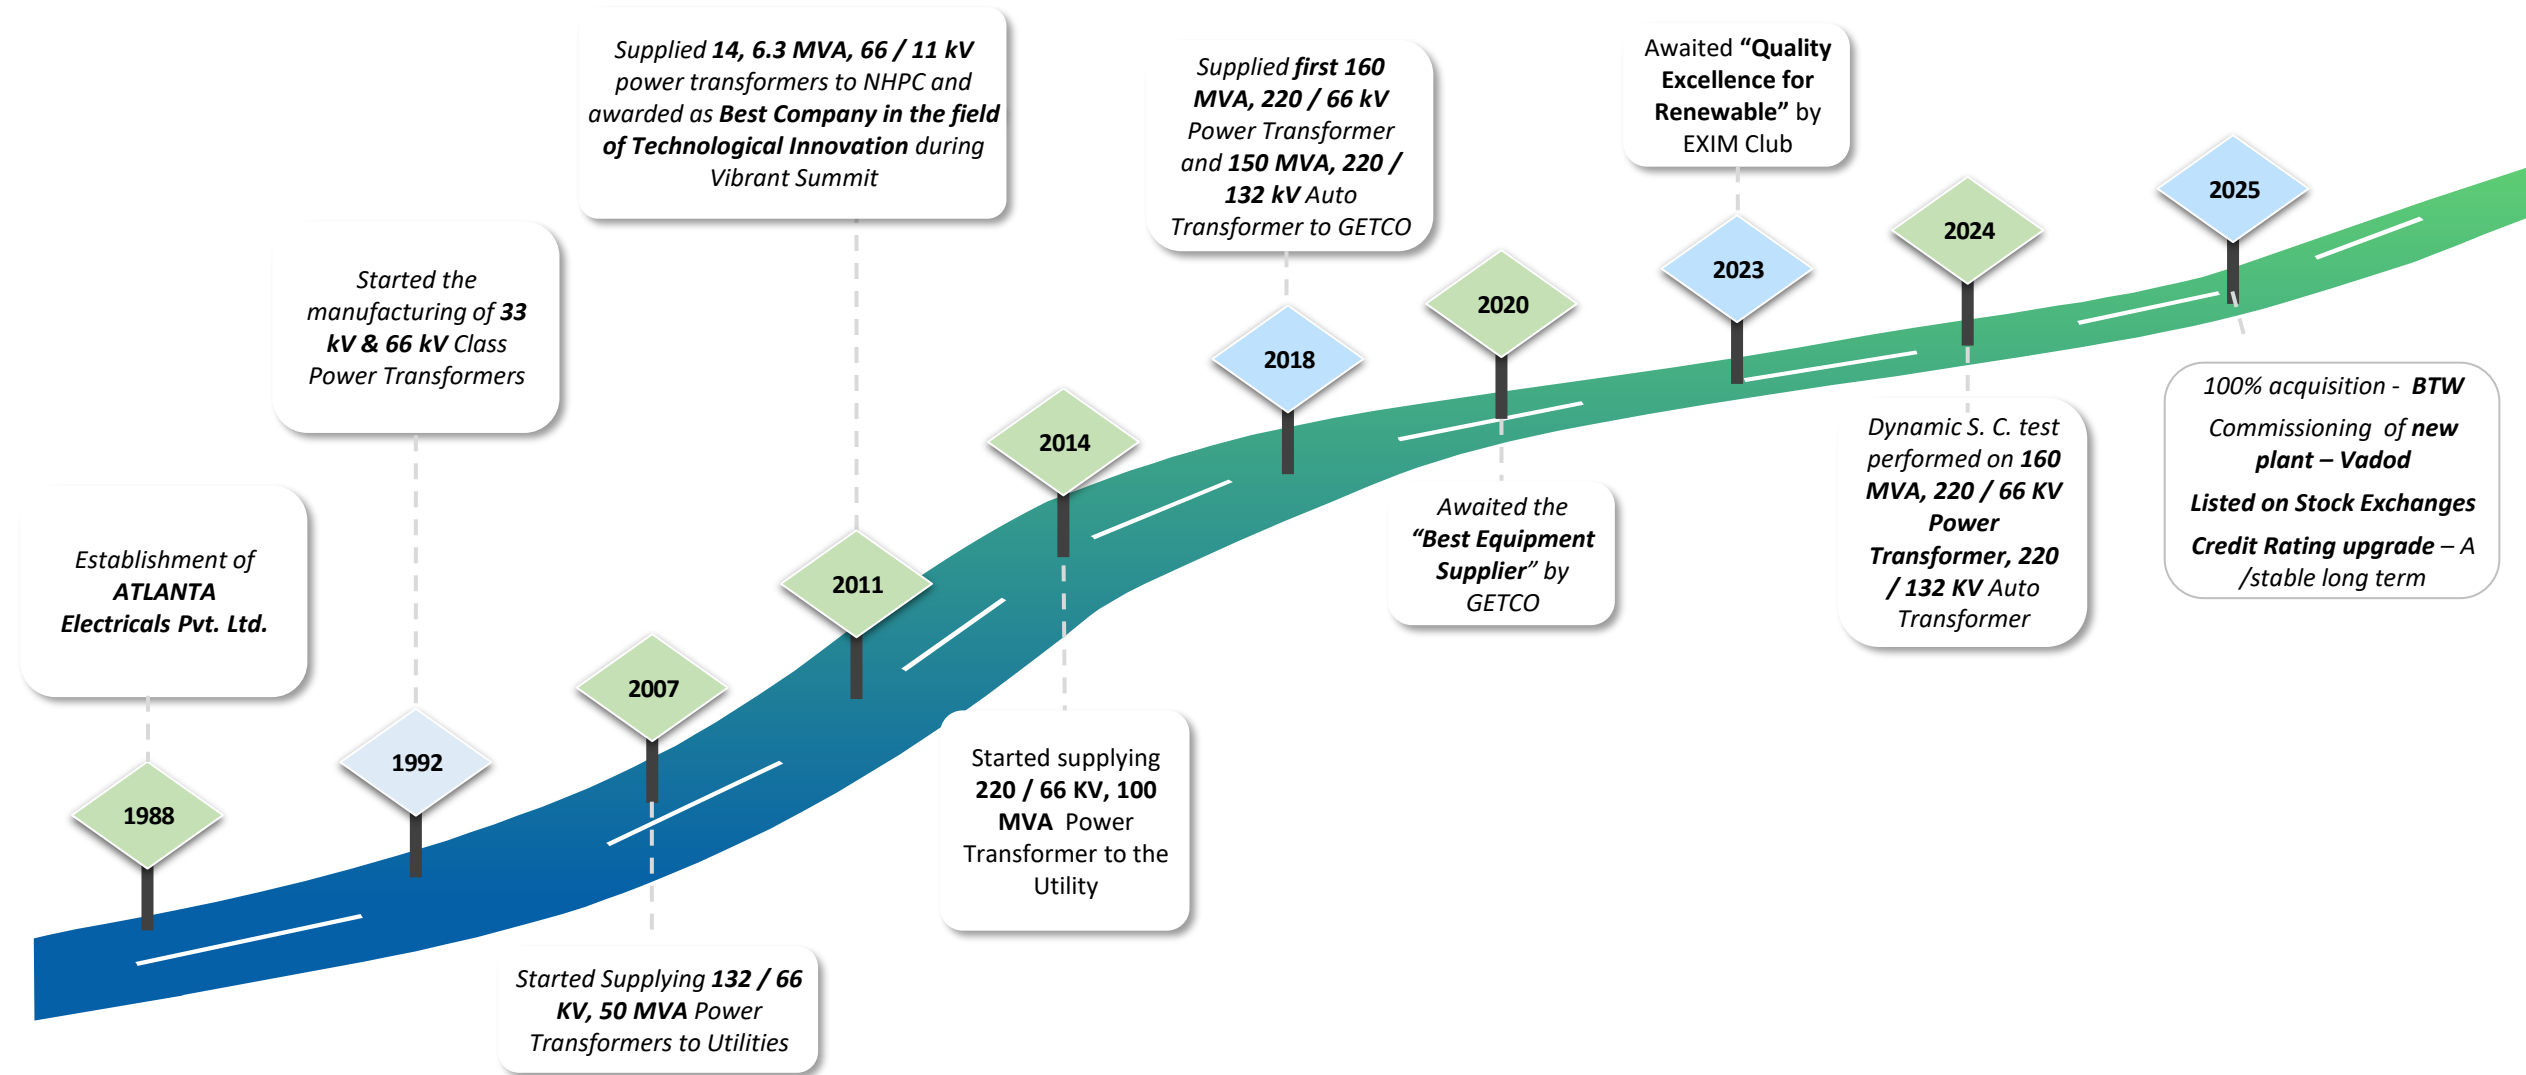 Establishment of
ATLANTA
Electricals Pvt. Ltd.
1988
Started the
manufacturing of 33
kV & 66 kV Class
Power Transformers
1992
2007
Started Supplying 132 / 66
KV, 50 MVA Power
Transformers to Utilities
Supplied 14, 6.3 MVA, 66 / 11 kV
power transformers to NHPC and
awarded as Best Company in the field
of Technological Innovation during
Vibrant Summit
2011
2014
Started supplying
220 / 66 KV, 100
MVA Power
Transformer to the
Utility
Supplied first 160
MVA, 220 / 66 kV
Power Transformer
and 150 MVA, 220 /
132 kV Auto
Transformer to GETCO
2018
2020
Awaited the
“Best Equipment
Supplier” by
GETCO
Awaited “Quality
Excellence for
Renewable” by
EXIM Club
2023
2024
Dynamic S. C. test
performed on 160
MVA, 220 / 66 KV
Power
Transformer, 220
/ 132 KV Auto
Transformer
2025
100% acquisition - BTW
Commissioning of new
plant – Vadod
Listed on Stock Exchanges
Credit Rating upgrade – A
/stable long term